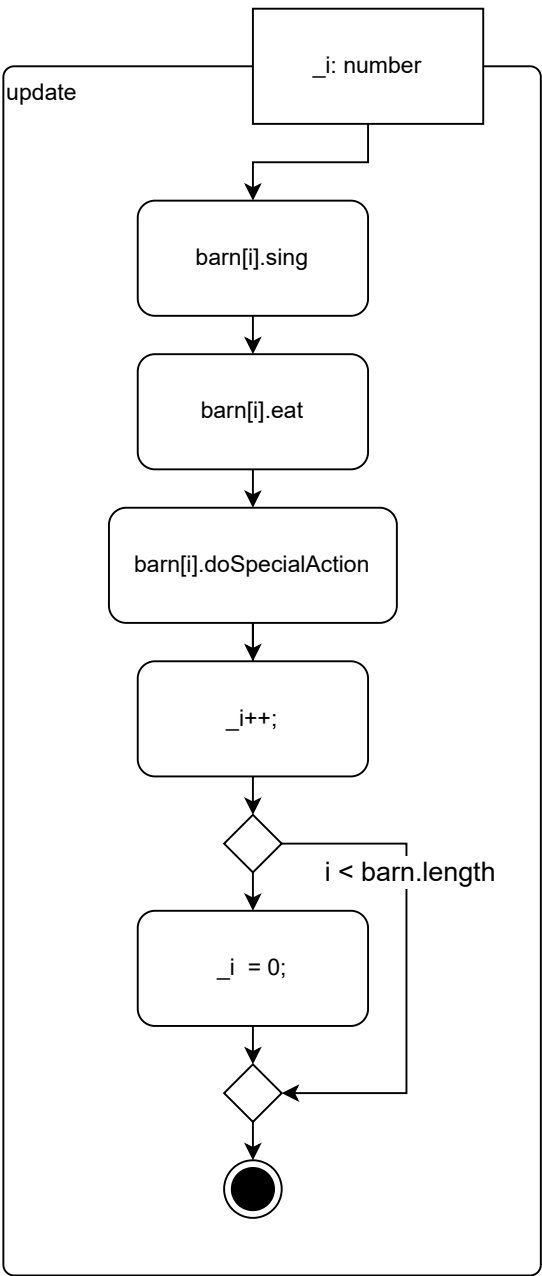 _i: number
update
barn[i].sing
barn[i].eat
barn[i].doSpecialAction
_i++;
i < barn.length
_i  = 0;